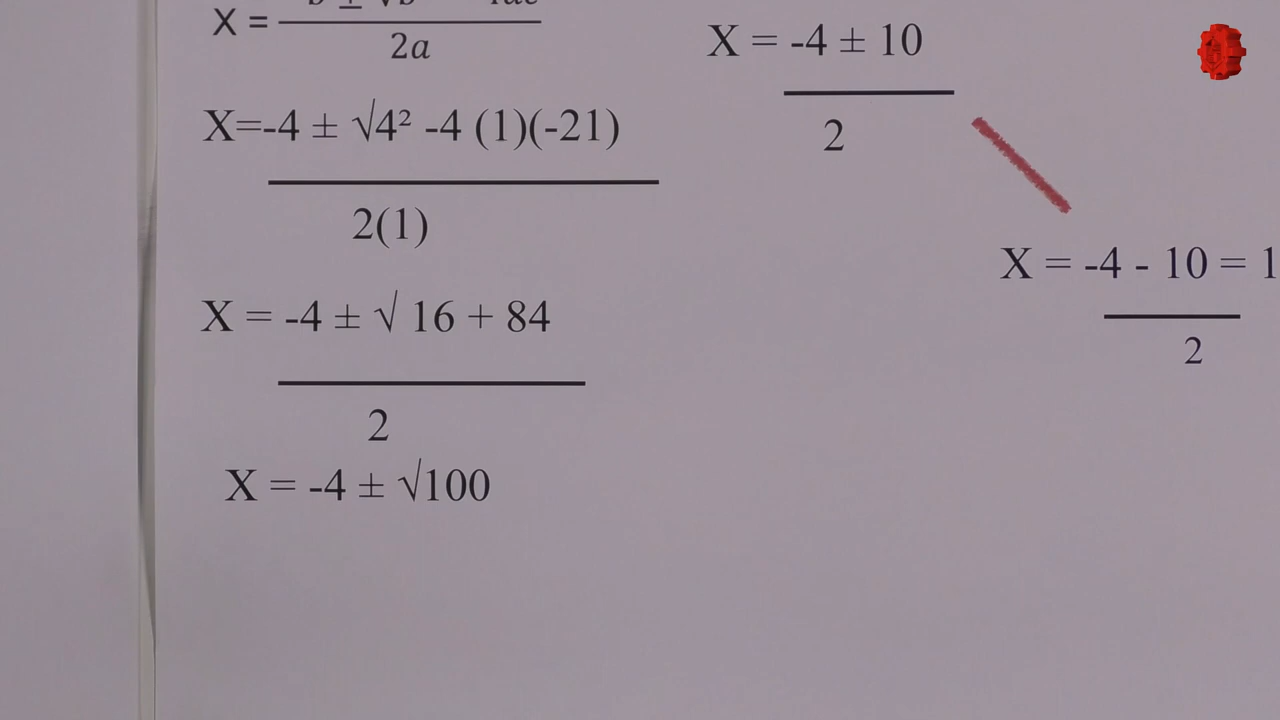 X =
2a
X=-4 ± √4² -4 (1)(-21)
2(1)
X = -4 ± √ 16 + 84
2
X = -4 ± √100
X = -4 ± 10
2
X = -4 - 10 = 1
2